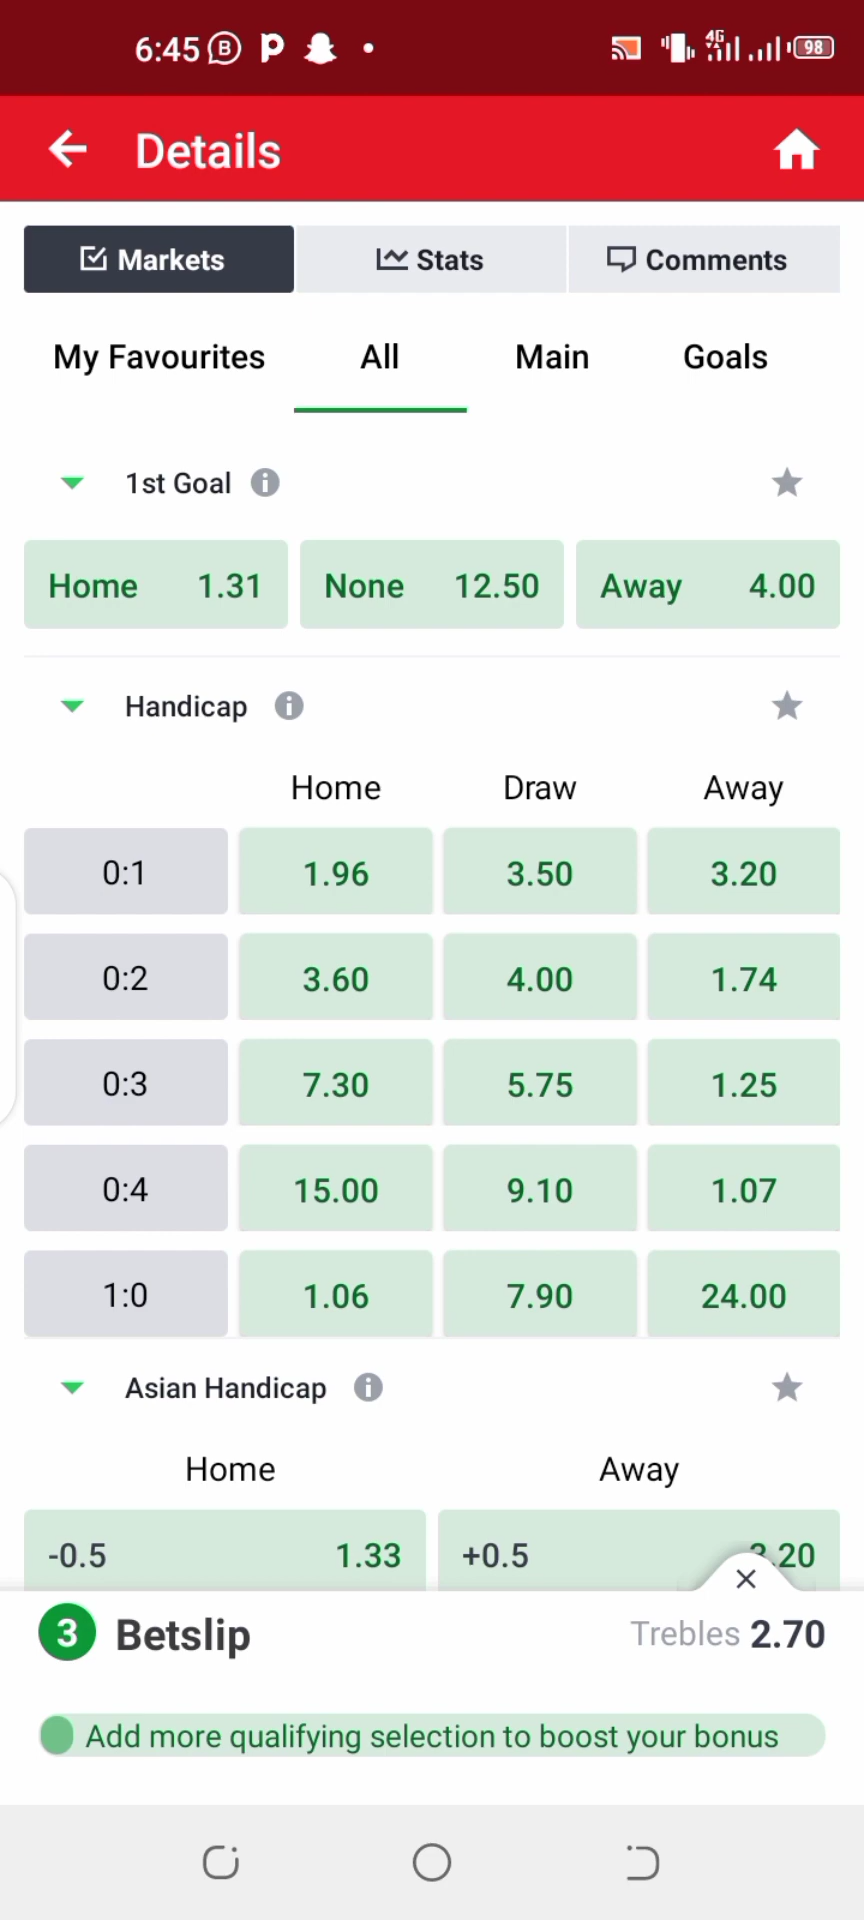 6:45 B 4G 98
Details
Markets Stats Comments
My Favourites All Main Goals
1st Goal
Home 1.31 None 12.50 Away 4.00
Handicap
Home Draw Away
0:1 1.96 3.50 3.20
0:2 3.60 4.00 1.74
0:3 7.30 5.75 1.25
0:4 15.00 9.10 1.07
1:0 1.06 7.90 24.00
Asian Handicap
Home Away
-0.5 1.33 +0.5 3.20
3 Betslip Trebles 2.70
Add more qualifying selection to boost your bonus